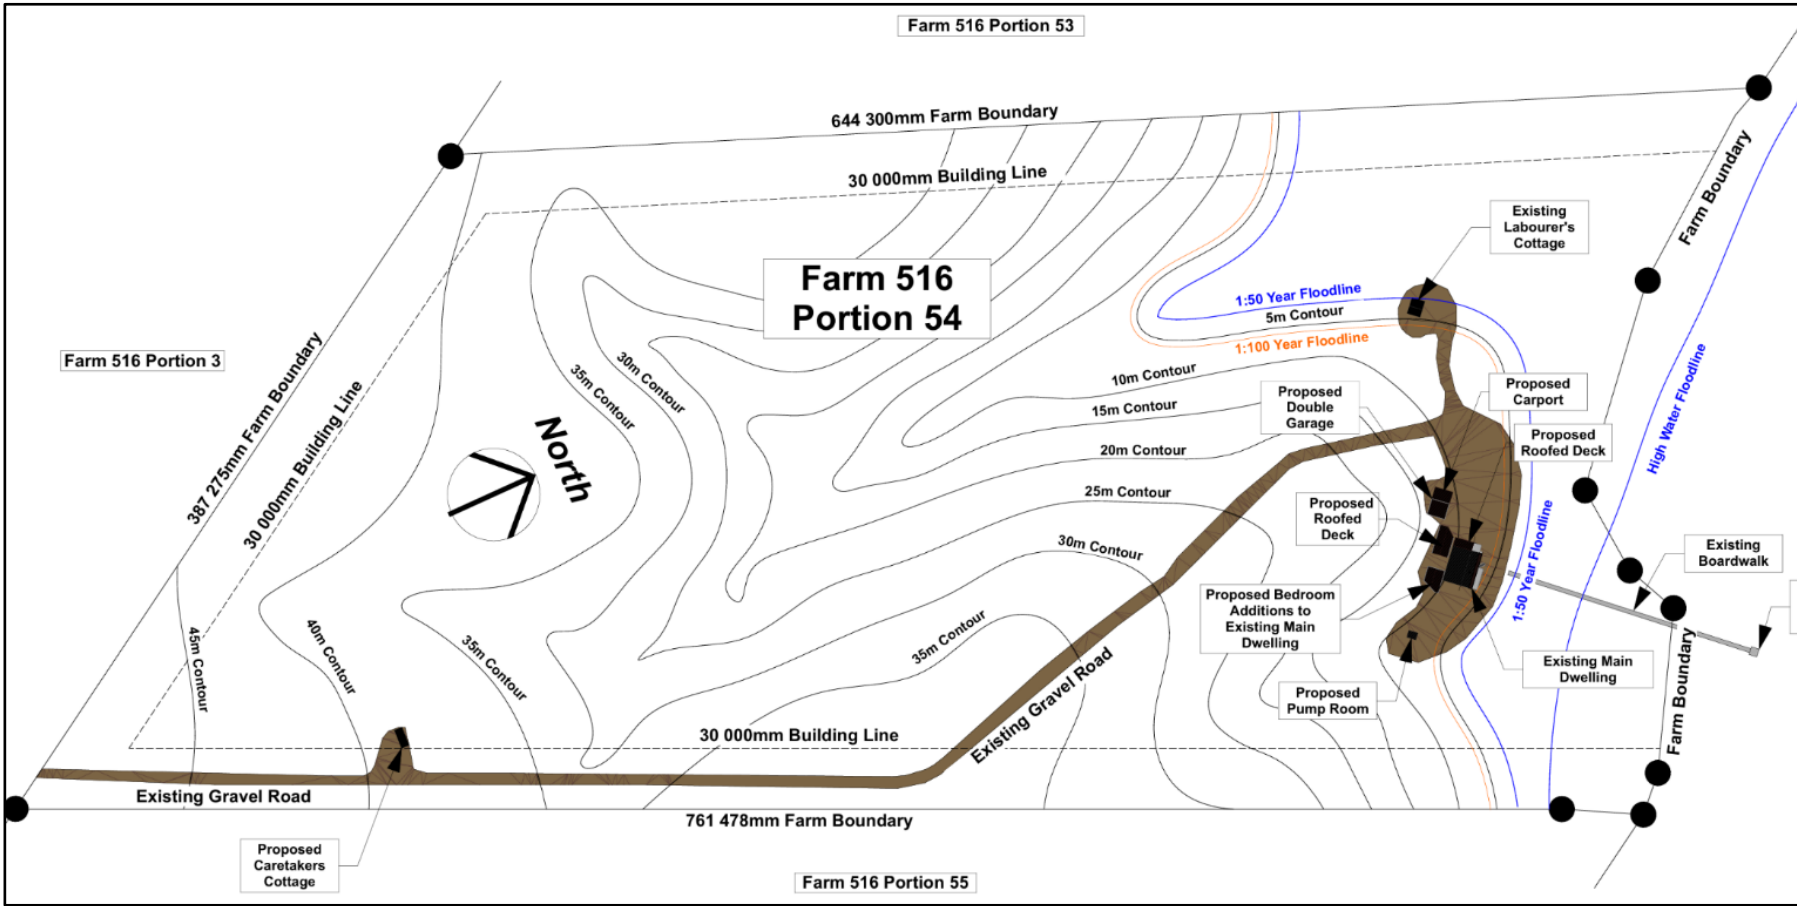 Farm 516 Portion 53
644 300mm Farm Boundary
30 000mm Building Line
Farm Boundary
Existing
Labourer's
Cottage
Farm 516
Portion 54
1:50 Year Floodline
5m Contour
1:100 Year Floodline
Farm 516 Portion 3
387 275mm Farm Boundary
30 000mm Building Line
35m Contour
30m Contour
10m Contour
15m Contour
20m Contour
25m Contour
30m Contour
35m Contour
North
Proposed
Double
Garage
Proposed
Carport
Proposed
Roofed Deck
High Water Floodline
Proposed
Roofed
Deck
1:50 Year Floodline
Existing
Boardwalk
Proposed Bedroom
Additions to
Existing Main
Dwelling
Existing Main
Dwelling
Proposed
Pump Room
Farm Boundary
45m Contour
40m Contour
35m Contour
30 000mm Building Line
Existing Gravel Road
Existing Gravel Road
761 478mm Farm Boundary
Proposed
Caretakers
Cottage
Farm 516 Portion 55